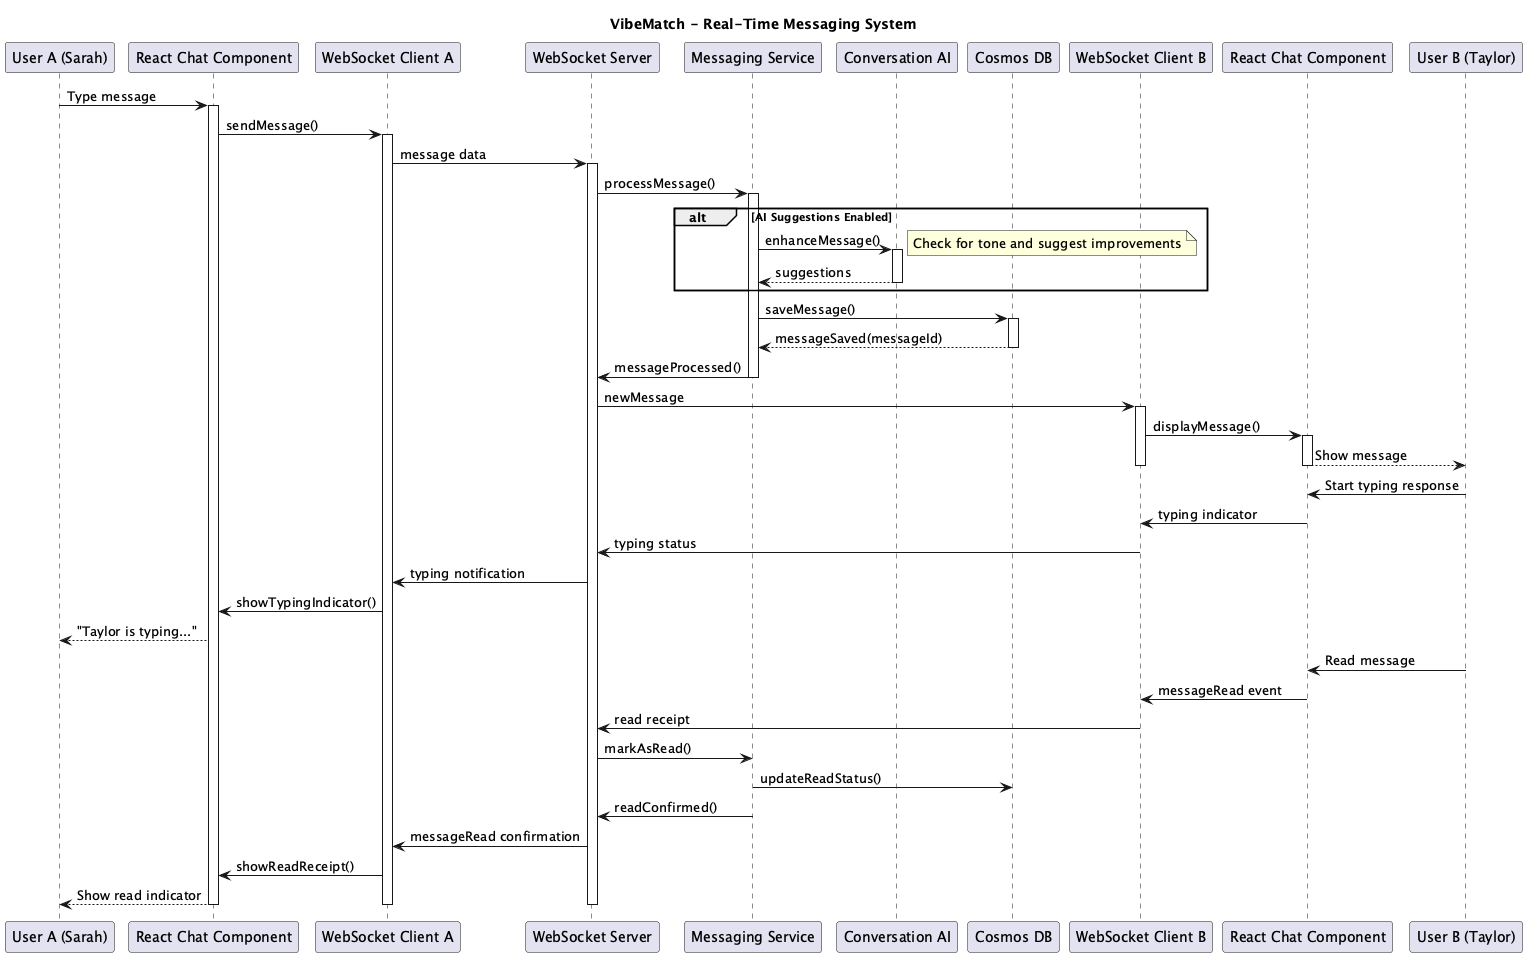 VibeMatch - Real-Time Messaging System
User A (Sarah)
React Chat Component
WebSocket Client A
WebSocket Server
Messaging Service
Conversation AI
Cosmos DB
WebSocket Client B
React Chat Component
User B (Taylor)
Type message
sendMessage()
message data
processMessage()
alt
[AI Suggestions Enabled]
enhanceMessage()
Check for tone and suggest improvements
suggestions
saveMessage()
messageSaved(messageId)
messageProcessed()
newMessage
displayMessage()
Show message
Start typing response
typing indicator
typing status
typing notification
showTypingIndicator()
"Taylor is typing..."
Read message
messageRead event
read receipt
markAsRead()
updateReadStatus()
readConfirmed()
messageRead confirmation
showReadReceipt()
Show read indicator
User A (Sarah)
React Chat Component
WebSocket Client A
WebSocket Server
Messaging Service
Conversation AI
Cosmos DB
WebSocket Client B
React Chat Component
User B (Taylor)